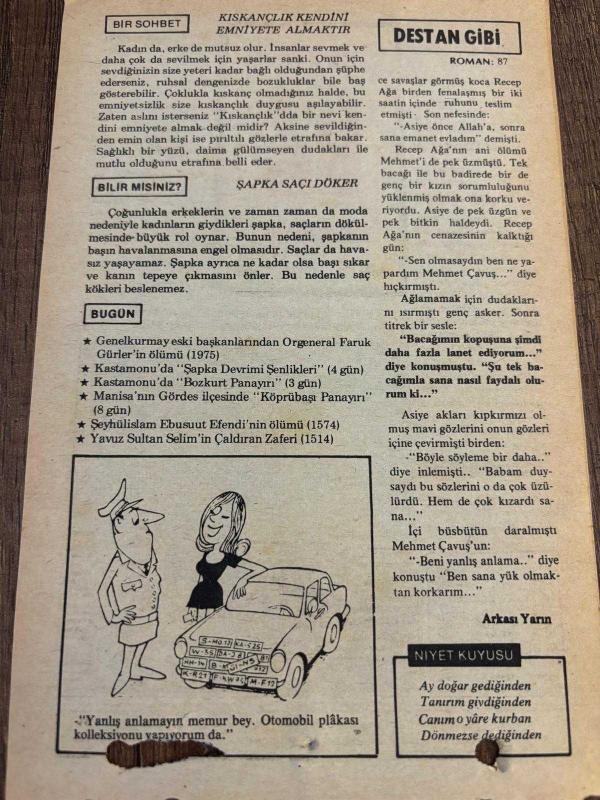 BİR SOHBET
KISKANÇLIK KENDİNİ
EMNİYETE ALMAKTIR
Kadın da, erke de mutsuz olur. İnsanlar sevmek ve
daha çok da sevilmek için yaşarlar sanki. Onun için
sevdiğinizin size yeteri kadar bağlı olduğundan şüphe
ederseniz, ruhsal dengenizde bozukluklar bile baş
gösterebilir. Çoklukla kıskanç olmadığınız halde, bu
emniyetsizlik size kıskançlık duygusu aşılayabilir.
Zaten aslını isterseniz "Kıskançlık"dda bir nevi ken-
dini emniyete almak değil midir? Aksine sevildiğin-
den emin olan kişi ise pırıltılı gözlerle etrafına bakar.
Sağlıklı bir yüzü, daima gülümseyen dudakları ile
mutlu olduğunu etrafına belli eder.
BİLİR MİSİNİZ?
ŞAPKA SAÇI DÖKER
Çoğunlukla erkeklerin ve zaman zaman da moda
nedeniyle kadınların giydikleri şapka, saçların dökül-
mesinde büyük rol oynar. Bunun nedeni, şapkanın
başın havalanmasına engel olmasıdır. Saçlar da hava-
sız yaşayamaz. Şapka ayrıca ne kadar olsa başı sıkar
ve kanın tepeye çıkmasını önler. Bu nedenle saç
kökleri beslenemez.
BUGÜN
★ Genelkurmay eski başkanlarından Orgeneral Faruk
Gürler'in ölümü (1975)
★ Kastamonu'da "Şapka Devrimi Şenlikleri" (4 gün)
★ Kastamonu'da "Bozkurt Panayırı" (3 gün)
★ Manisa'nın Gördes ilçesinde "Köprübaşı Panayırı"
(8 gün)
★ Şeyhülislam Ebusuut Efendi'nin ölümü (1574)
★ Yavuz Sultan Selim'in Çaldıran Zaferi (1514)
-"Yanlış anlamayın memur bey. Otomobil plâkası
kolleksiyonu yapıyorum da."
DESTAN GİBİ
ROMAN: 87
ce savaşlar görmüş koca Recep
Ağa birden fenalaşmış bir iki
saatin içinde ruhunu teslim
etmişti. Son nefesinde:
"-Asiye önce Allah'a, sonra
sana emanet evladım" demişti.
Recep Ağa'nın ani ölümü
Mehmet'i de pek üzmüştü. Tek
bacağı ile bu badirede bir de
genç bir kızın sorumluluğunu
yüklenmiş olmak ona korku ve-
riyordu. Asiye de pek üzgün ve
pek bitkin haldeydi. Recep
Ağa'nın cenazesinin kalktığı
gün:
"-Sen olmasaydın ben ne ya-
pardım Mehmet Çavuş..." diye
hıçkırmıştı.
Ağlamamak için dudakları-
nı ısırmıştı genç asker. Sonra
titrek bir sesle:
"Bacağımın kopuşuna şimdi
daha fazla lanet ediyorum..."
diye konuşmuştu. "Şu tek ba-
cağımla sana nasıl faydalı olu-
rum ki..."
Asiye akları kıpkırmızı ol-
muş mavi gözlerini onun gözleri
içine çevirmişti birden:
-"Böyle söyleme bir daha.."
diye inlemişti.. "Babam duy-
saydı bu sözlerini o da çok üzü-
lürdü. Hem de çok kızardı sa-
na..."
İçi büsbütün daralmıştı
Mehmet Çavuş'un:
"-Beni yanlış anlama.." diye
konuştu "Ben sana yük olmak-
tan korkarım..."
Arkası Yarın
NİYET KUYUSU
Ay doğar gediğinden
Tanırım giydiğinden
Canım o yâre kurban
Dönmezse dediğinden